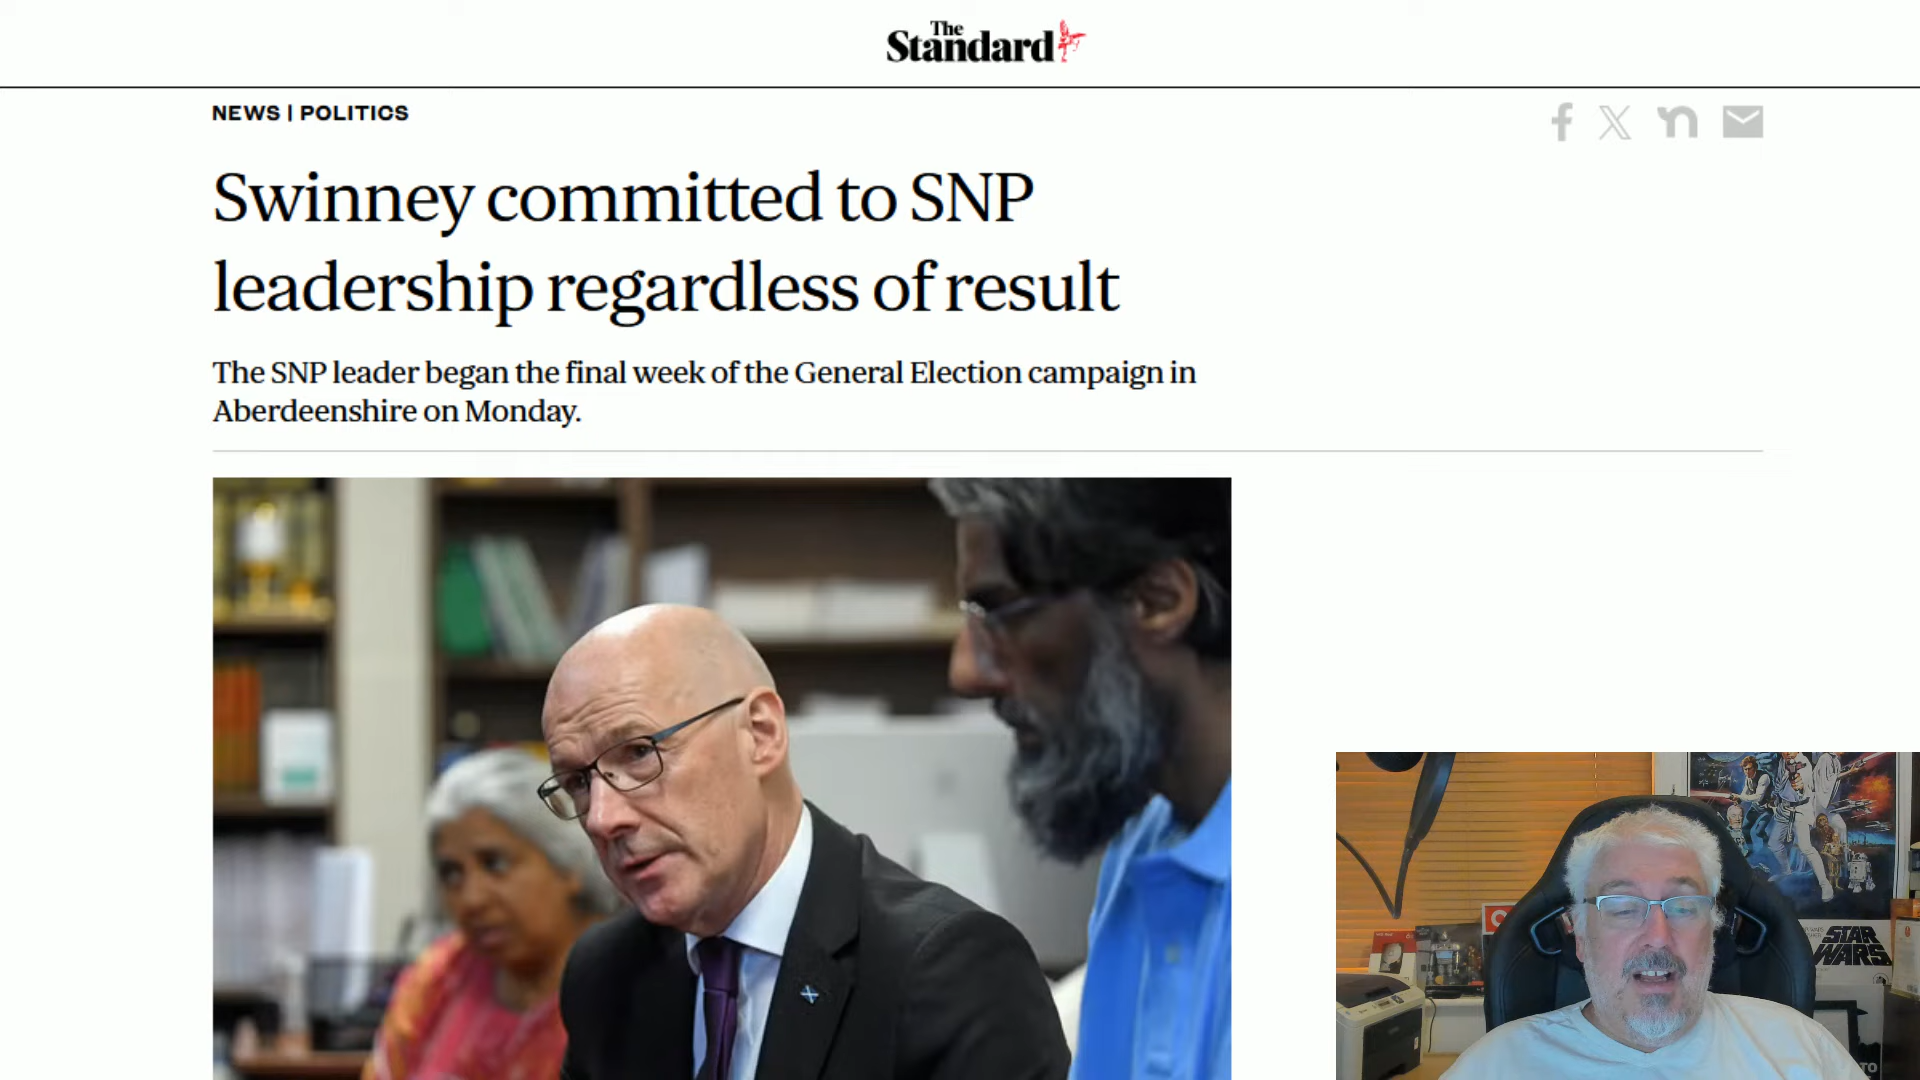 The
Standard
NEWS | POLITICS
Swinney committed to SNP
leadership regardless of result
The SNP leader began the final week of the General Election campaign in
Aberdeenshire on Monday.
STAR
WARS
TO